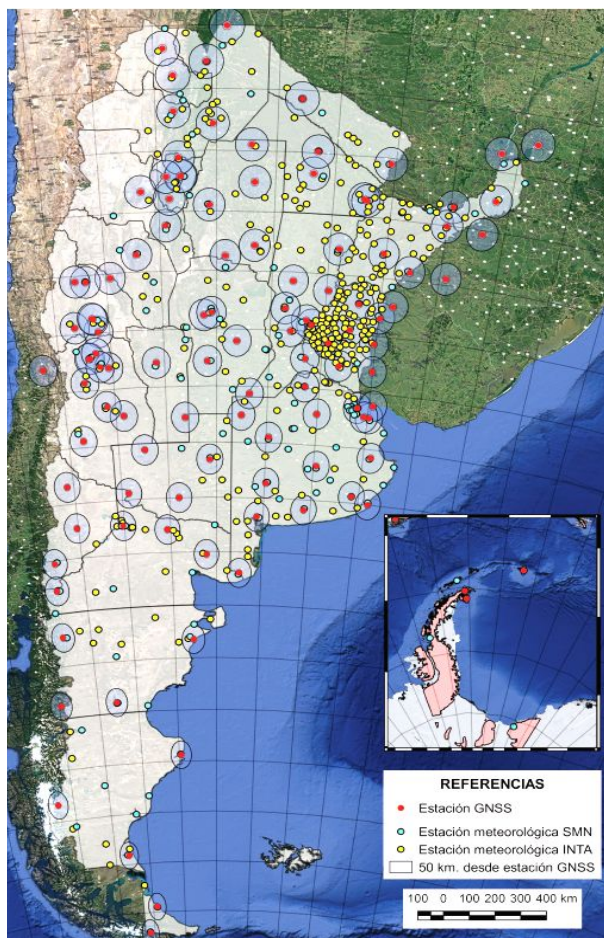 REFERENCIAS
Estación GNSS
Estación meteorológica SMN
Estación meteorológica INTA
50 km. desde estación GNSS
100 0 100 200 300 400 km